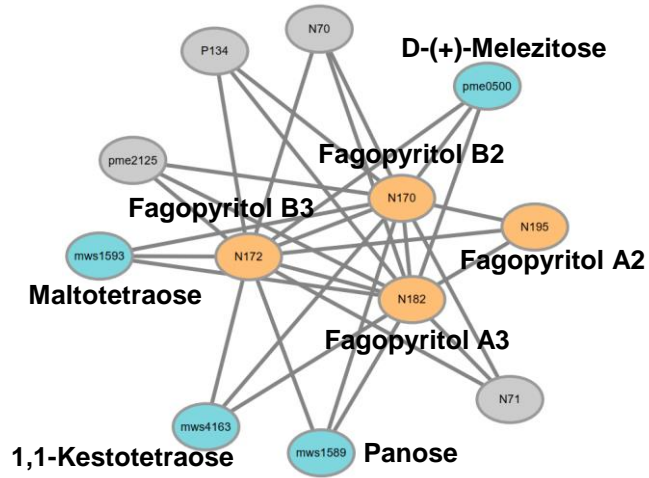 N70
P134
D-(+)-Melezitose
pme0500
Fagopyritol B2
pme2125
N170
Fagopyritol B3
N195
mws1593
N172
Fagopyritol A2
Maltotetraose
N182
Fagopyritol A3
N71
mws4163
1,1-Kestotetraose
mws1589
Panose